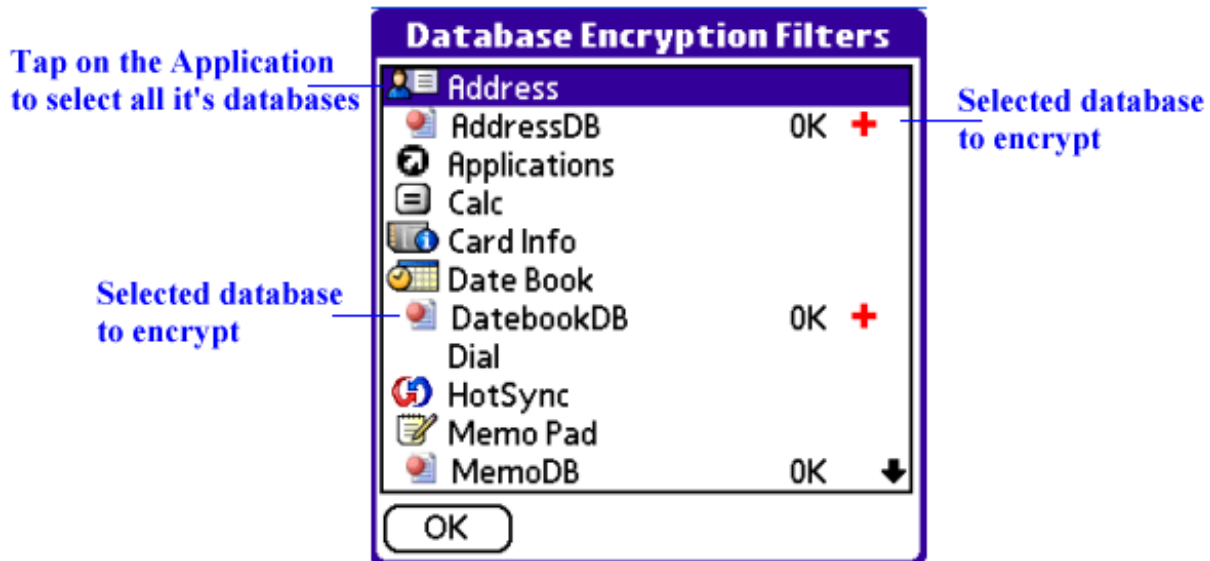 Database Encryption Filters
Tap on the Application
to select all it's databases
Address
AddressDB 0K
Selected database
to encrypt
Applications
Calc
Card Info
Date Book
Selected database
to encrypt
DatebookDB 0K
Dial
HotSync
Memo Pad
MemoDB 0K
OK